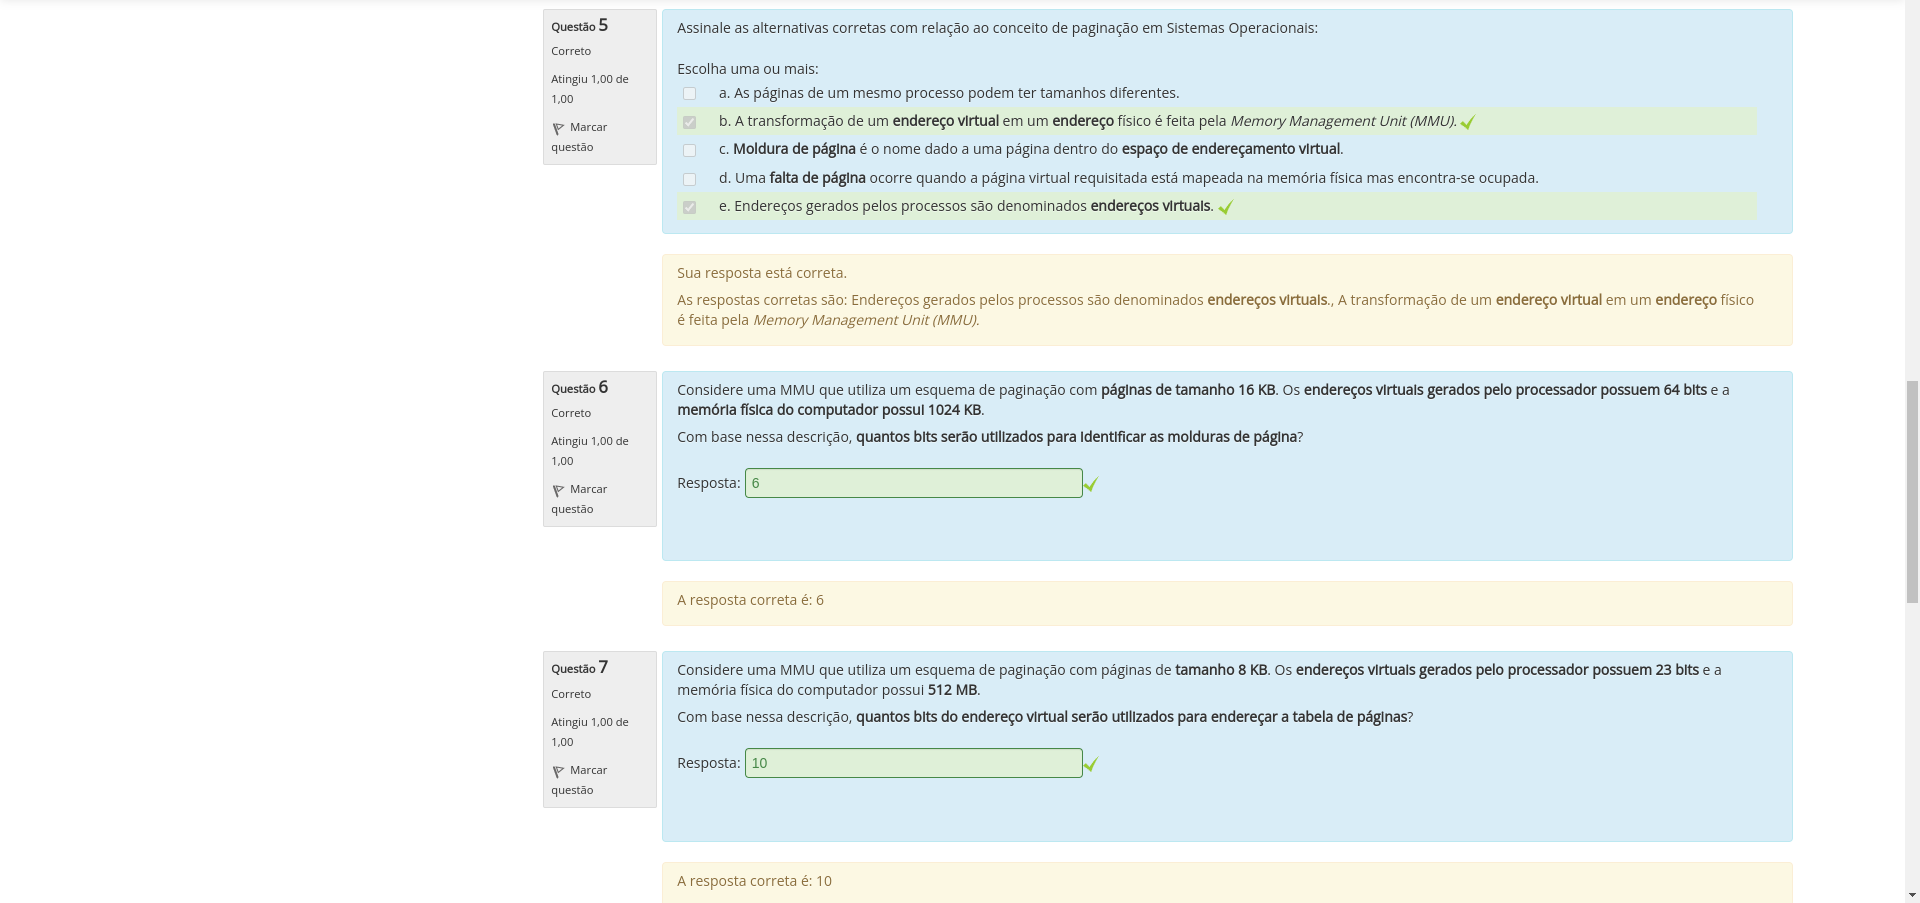 Questão 5
Correto
Atingiu 1,00 de
1,00
Marcar
questão
Assinale as alternativas corretas com relação ao conceito de paginação em Sistemas Operacionais:
Escolha uma ou mais:
a. As páginas de um mesmo processo podem ter tamanhos diferentes.
b. A transformação de um endereço virtual em um endereço físico é feita pela Memory Management Unit (MMU).
c. Moldura de página é o nome dado a uma página dentro do espaço de endereçamento virtual.
d. Uma falta de página ocorre quando a página virtual requisitada está mapeada na memória física mas encontra-se ocupada.
e. Endereços gerados pelos processos são denominados endereços virtuais.
Sua resposta está correta.
As respostas corretas são: Endereços gerados pelos processos são denominados endereços virtuais., A transformação de um endereço virtual em um endereço físico
é feita pela Memory Management Unit (MMU).
Questão 6
Correto
Atingiu 1,00 de
1,00
Marcar
questão
Considere uma MMU que utiliza um esquema de paginação com páginas de tamanho 16 KB. Os endereços virtuais gerados pelo processador possuem 64 bits e a
memória física do computador possui 1024 KB.
Com base nessa descrição, quantos bits serão utilizados para identificar as molduras de página?
Resposta: 6
A resposta correta é: 6
Questão 7
Correto
Atingiu 1,00 de
1,00
Marcar
questão
Considere uma MMU que utiliza um esquema de paginação com páginas de tamanho 8 KB. Os endereços virtuais gerados pelo processador possuem 23 bits e a
memória física do computador possui 512 MB.
Com base nessa descrição, quantos bits do endereço virtual serão utilizados para endereçar a tabela de páginas?
Resposta: 10
A resposta correta é: 10